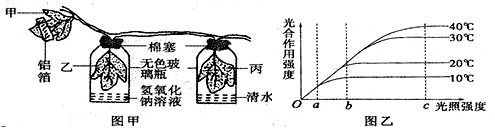 甲
铝箔
乙
棉塞
无色玻璃瓶
丙
氢氧化钠溶液
清水
图甲
光合作用强度
40℃
30℃
20℃
10℃
O a b c 光照强度
图乙